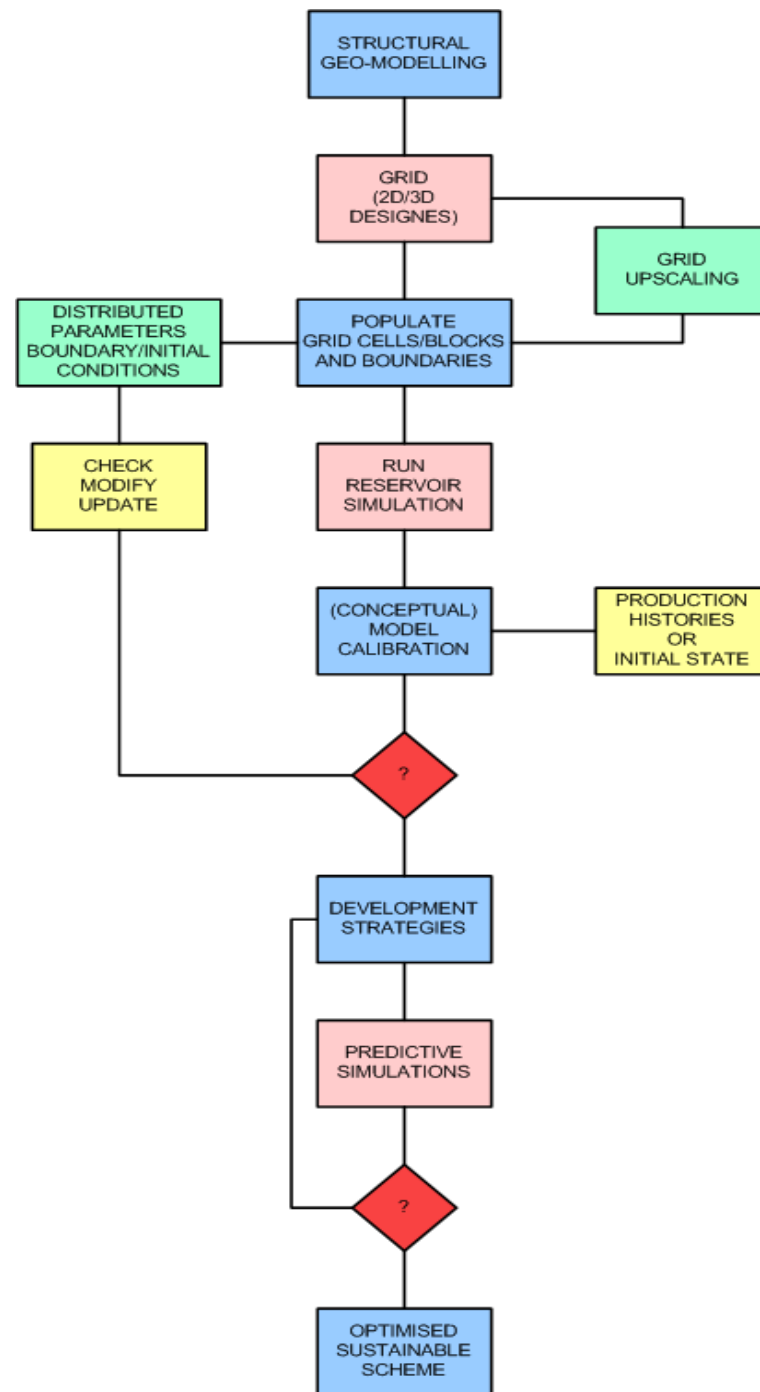 STRUCTURAL
GEO-MODELLING
GRID
(2D/3D
DESIGNES)
GRID
UPSCALING
DISTRIBUTED
PARAMETERS
BOUNDARY/INITIAL
CONDITIONS
POPULATE
GRID CELLS/BLOCKS
AND BOUNDARIES
CHECK
MODIFY
UPDATE
RUN
RESERVOIR
SIMULATION
(CONCEPTUAL)
MODEL
CALIBRATION
PRODUCTION
HISTORIES
OR
INITIAL STATE
?
DEVELOPMENT
STRATEGIES
PREDICTIVE
SIMULATIONS
?
OPTIMISED
SUSTAINABLE
SCHEME